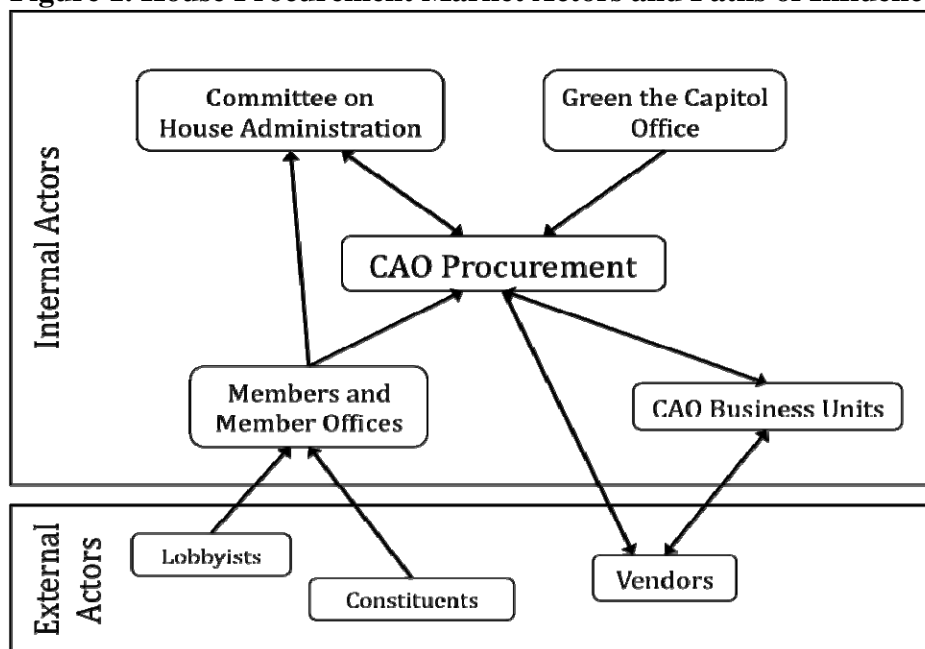 Internal Actors
Committee on
House Administration
Green the Capitol
Office
CAO Procurement
Members and
Member Offices
CAO Business Units
External
Actors
Lobbyists
Constituents
Vendors